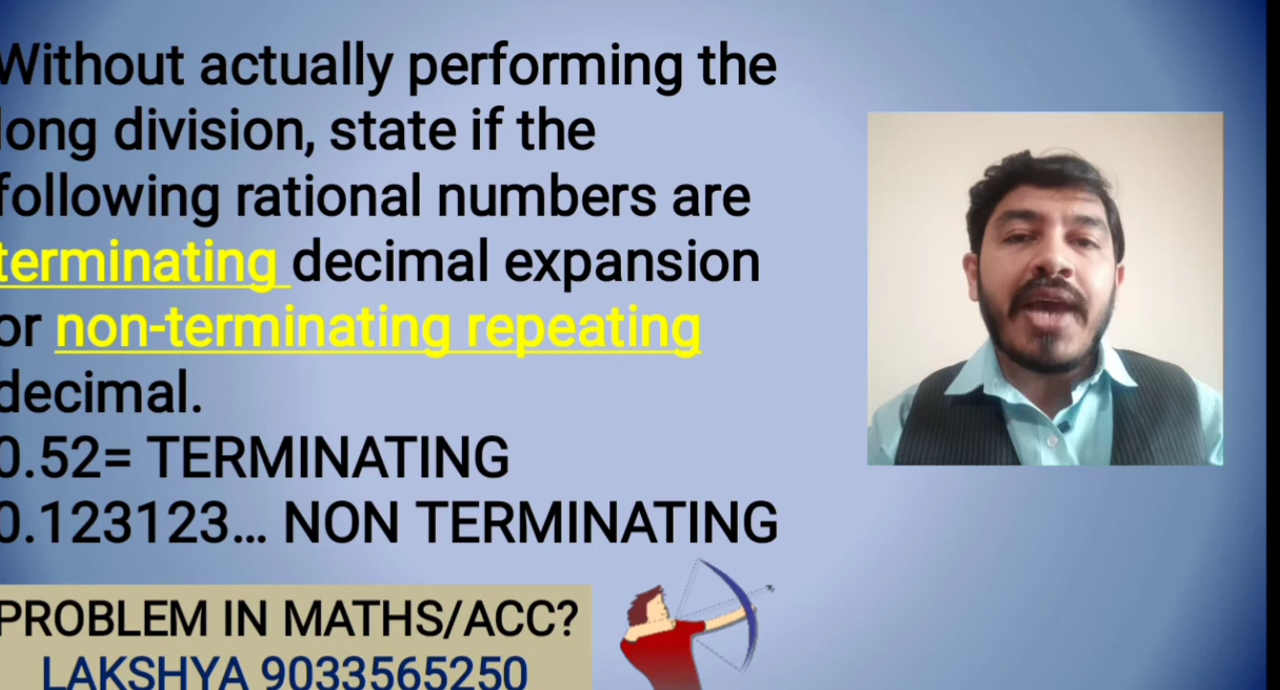 Without actually performing the
long division, state if the
following rational numbers are
terminating decimal expansion
or non-terminating repeating
decimal.
0.52= TERMINATING
0.123123... NON TERMINATING
PROBLEM IN MATHS/ACC?
LAKSHYA 9033565250